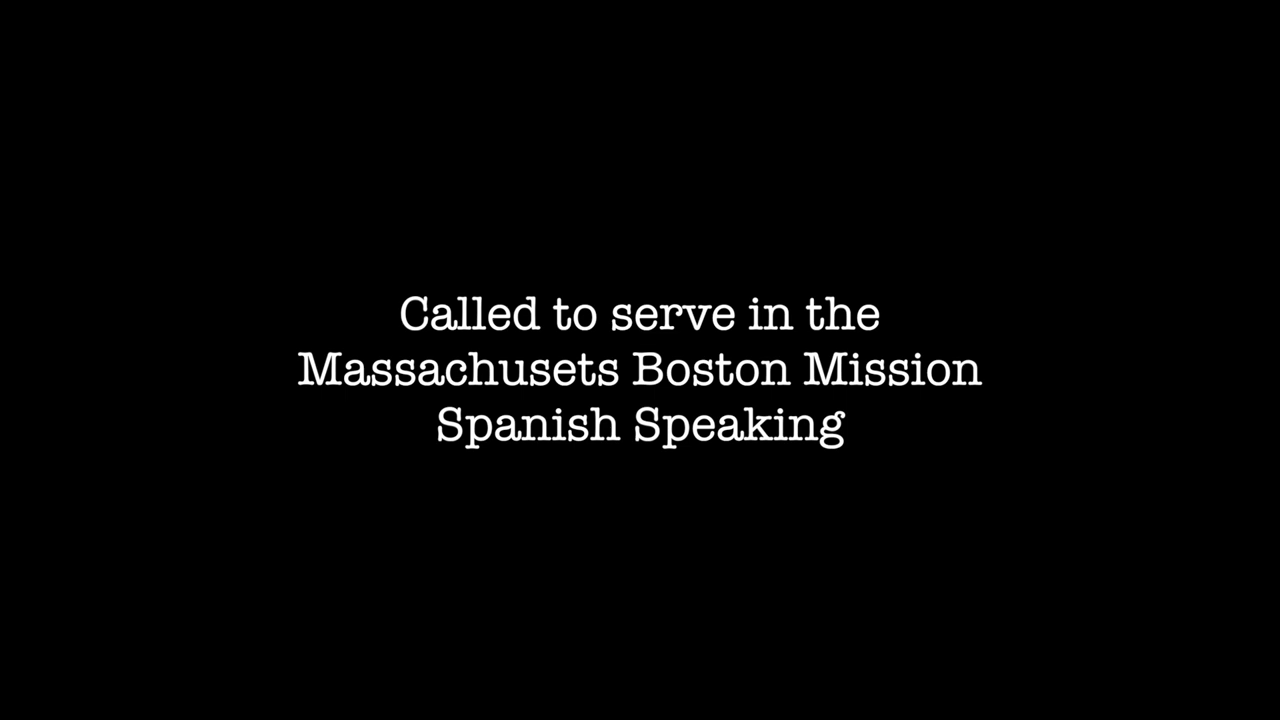 Called to serve in the
Massachusets Boston Mission
Spanish Speaking